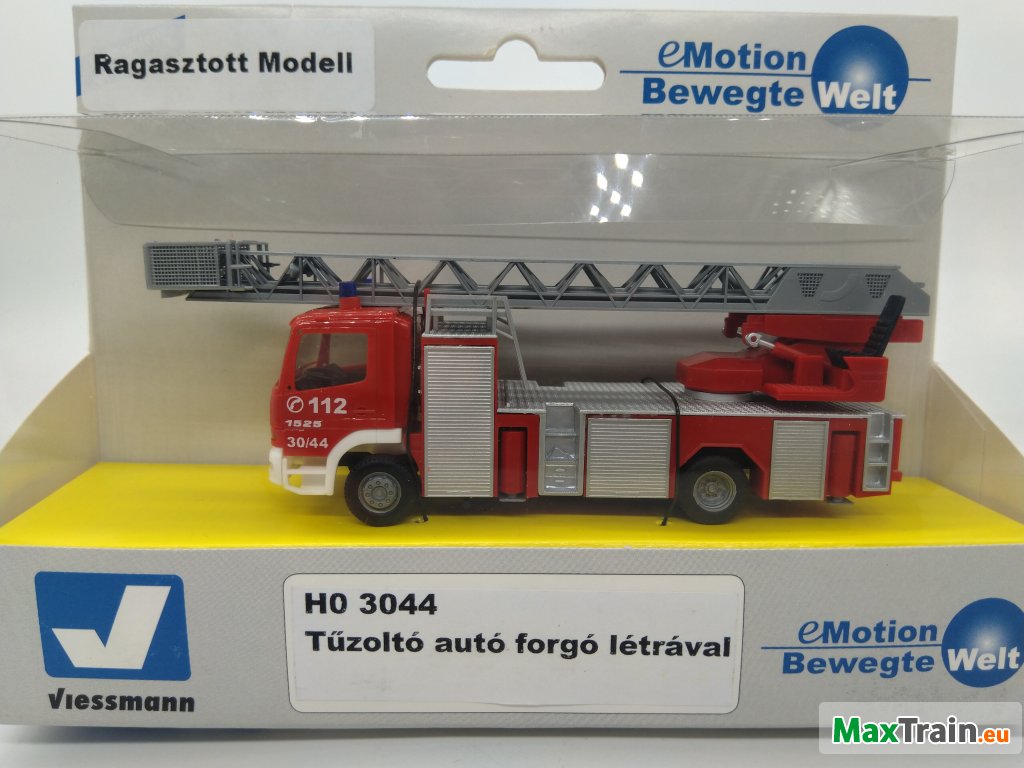 Ragasztott Modell
eMotion
Bewegte Welt
112
1525
30/44
Viessmann
H0 3044
Tűzoltó autó forgó létrával
eMotion
Bewegte Welt
MaxTrain.eu